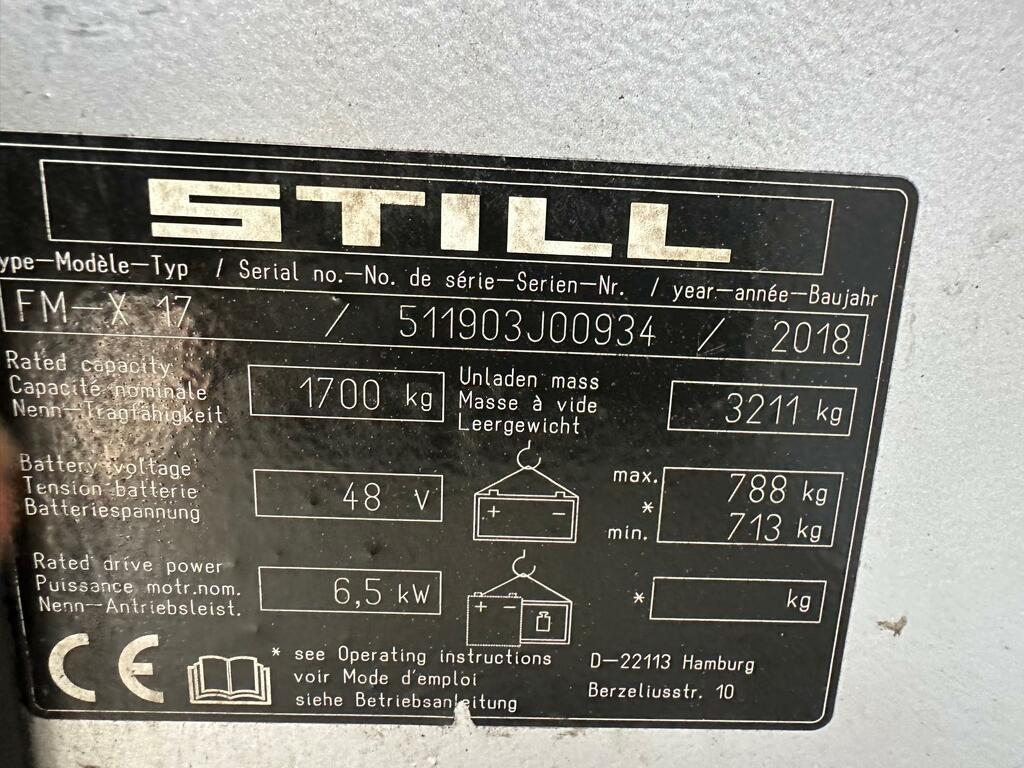 STILL
ype-Modèle-Typ / Serial no.-No. de série-Serien-Nr. / year-année-Baujahr
FM-X 17 / 511903J00934 / 2018
Rated capacity
Capacité nominale
Nenn-Tragfähigkeit
1700 kg
Unladen mass
Masse à vide
Leergewicht
3211 kg
Battery voltage
Tension batterie
Batteriespannung
48 V
+ -
max. 788 kg
*
min. 713 kg
Rated drive power
Puissance motr.nom.
Nenn-Antriebsleist.
6,5 kW
+ -
* kg
CE
* see Operating instructions
voir Mode d'emploi
siehe Betriebsanleitung
D-22113 Hamburg
Berzeliusstr. 10